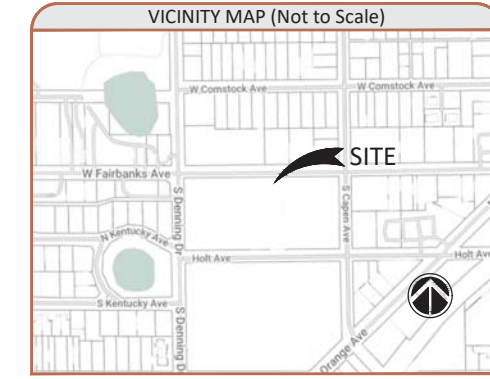 VICINITY MAP (Not to Scale)
W Comstock Ave
W Comstock Ave
SITE
W Fairbanks Ave
S Denning Dr
S Capen Ave
N Kentucky Ave
Holt Ave
Holt Ave
S Kentucky Ave
S Denning D
Orange Ave